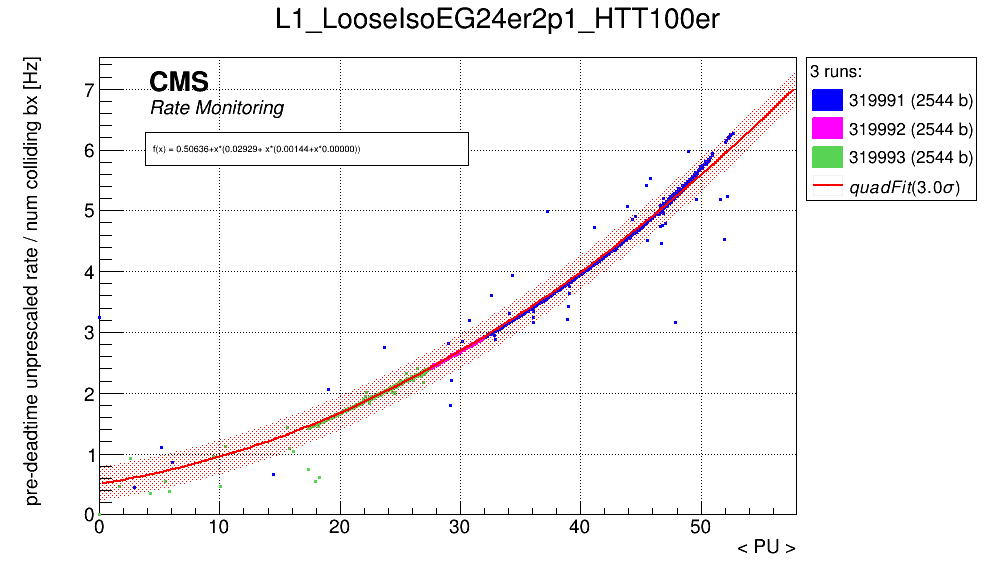 L1_LooseIsoEG24er2p1_HTT100er
pre-deadtime unprescaled rate / num colliding bx [Hz]
CMS
Rate Monitoring
f(x) = 0.50636+x*(0.02929+ x*(0.00144+x*0.00000))
7
6
5
4
3
2
1
0
0 10 20 30 40 50
< PU >
3 runs:
319991 (2544 b)
319992 (2544 b)
319993 (2544 b)
quadFit(3.0σ)